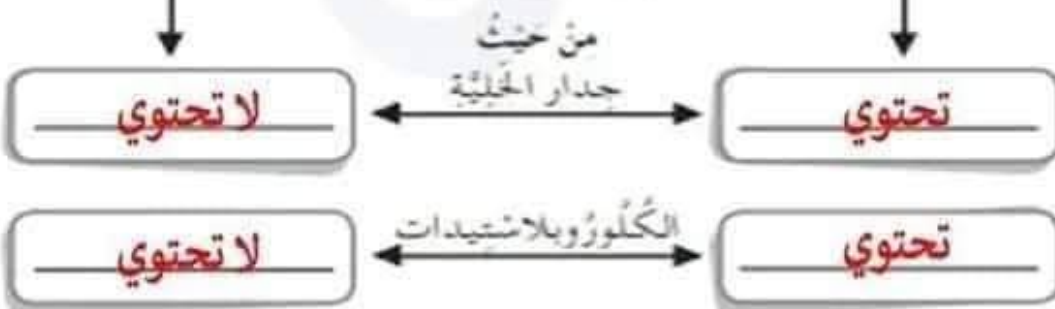 من حيث
جدار الخلية
تحتوي
لا تحتوي
الكلوروبلاستيدات
تحتوي
لا تحتوي